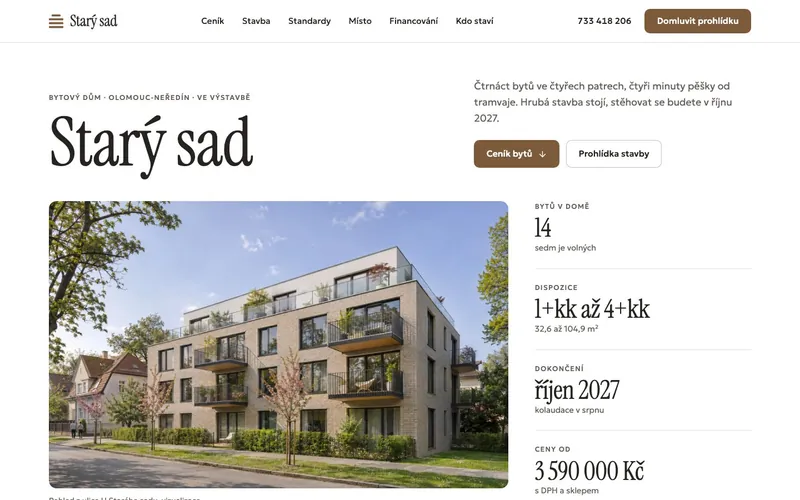 Starý sad
Ceník
Stavba
Standardy
Místo
Financování
Kdo staví
733 418 206
Domluvit prohlídku
BYTOVÝ DŮM · OLOMOUC-NEŘEDÍN · VE VÝSTAVBĚ
Starý sad
Čtrnáct bytů ve čtyřech patrech, čtyři minuty pěšky od
tramvaje. Hrubá stavba stojí, stěhovat se budete v říjnu
2027.
Ceník bytů ↓
Prohlídka stavby
BYTŮ V DOMĚ
14
sedm je volných
DISPOZICE
1+kk až 4+kk
32,6 až 104,9 m²
DOKONČENÍ
říjen 2027
kolaudace v srpnu
CENY OD
3 590 000 Kč
s DPH a sklepem